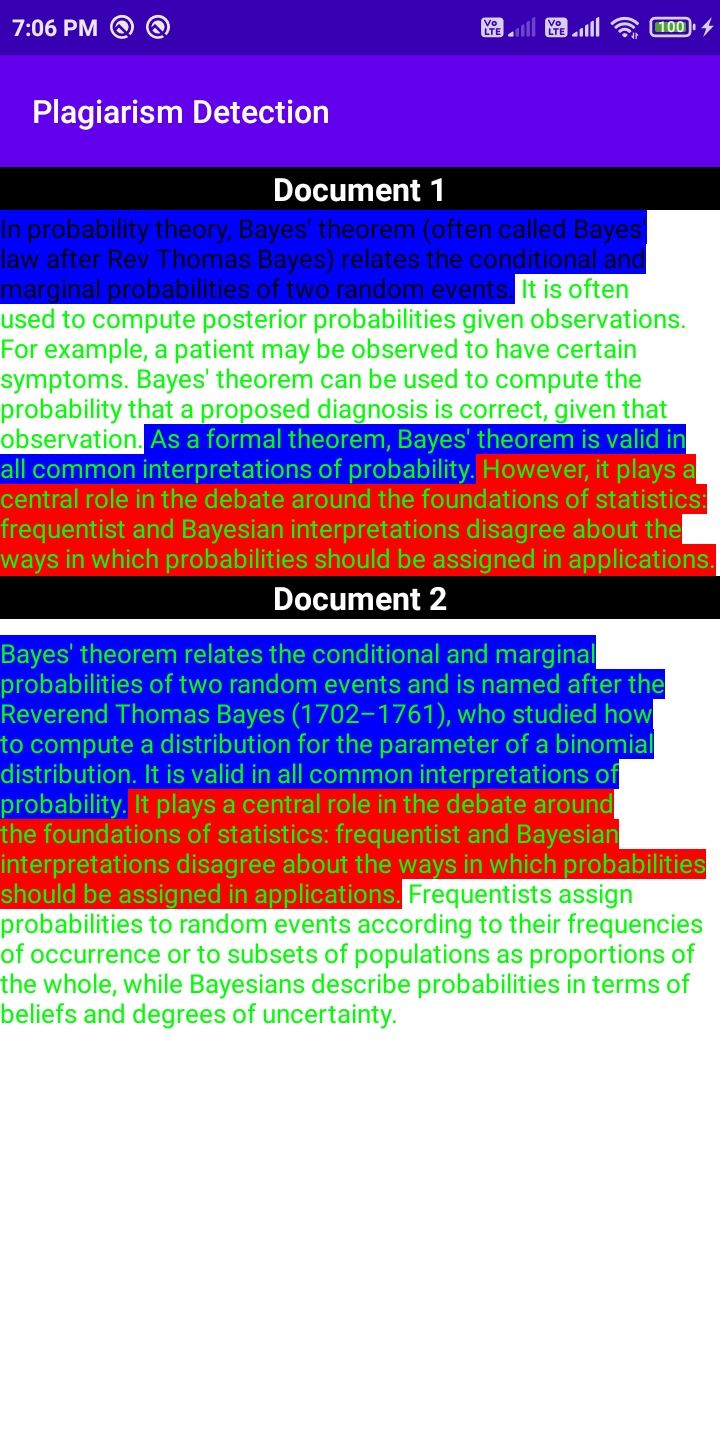 7:06 PM
Vo LTE Vo LTE 100
Plagiarism Detection
Document 1
In probability theory, Bayes' theorem (often called Bayes'
law after Rev Thomas Bayes) relates the conditional and
marginal probabilities of two random events. It is often
used to compute posterior probabilities given observations.
For example, a patient may be observed to have certain
symptoms. Bayes' theorem can be used to compute the
probability that a proposed diagnosis is correct, given that
observation. As a formal theorem, Bayes' theorem is valid in
all common interpretations of probability. However, it plays a
central role in the debate around the foundations of statistics:
frequentist and Bayesian interpretations disagree about the
ways in which probabilities should be assigned in applications.
Document 2
Bayes' theorem relates the conditional and marginal
probabilities of two random events and is named after the
Reverend Thomas Bayes (1702–1761), who studied how
to compute a distribution for the parameter of a binomial
distribution. It is valid in all common interpretations of
probability. It plays a central role in the debate around
the foundations of statistics: frequentist and Bayesian
interpretations disagree about the ways in which probabilities
should be assigned in applications. Frequentists assign
probabilities to random events according to their frequencies
of occurrence or to subsets of populations as proportions of
the whole, while Bayesians describe probabilities in terms of
beliefs and degrees of uncertainty.